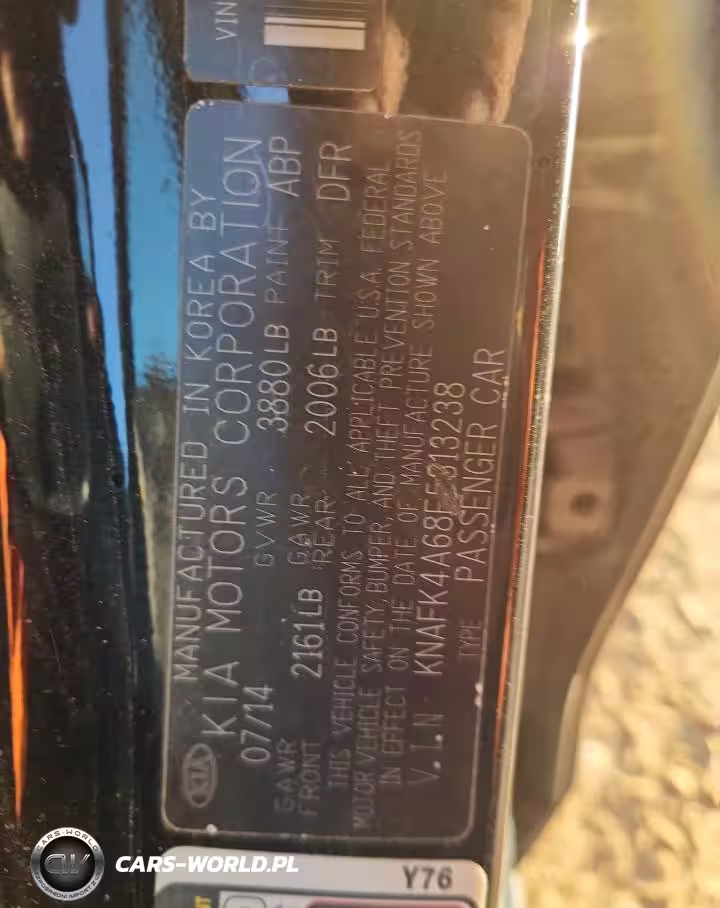 VIN
MANUFACTURED IN KOREA BY
KIA MOTORS CORPORATION
07/14 GVWR 3880LB PAINT ABP
GAWR FRONT 2161LB GAWR REAR 2006LB TRIM DFR
THIS VEHICLE CONFORMS TO ALL APPLICABLE U.S.A. FEDERAL
MOTOR VEHICLE SAFETY, BUMPER, AND THEFT PREVENTION STANDARDS
IN EFFECT ON THE DATE OF MANUFACTURE SHOWN ABOVE
V.I.N
TYPE PASSENGER CAR
KIA
Y76
CARS-WORLD
CW
CARS-WORLD.PL